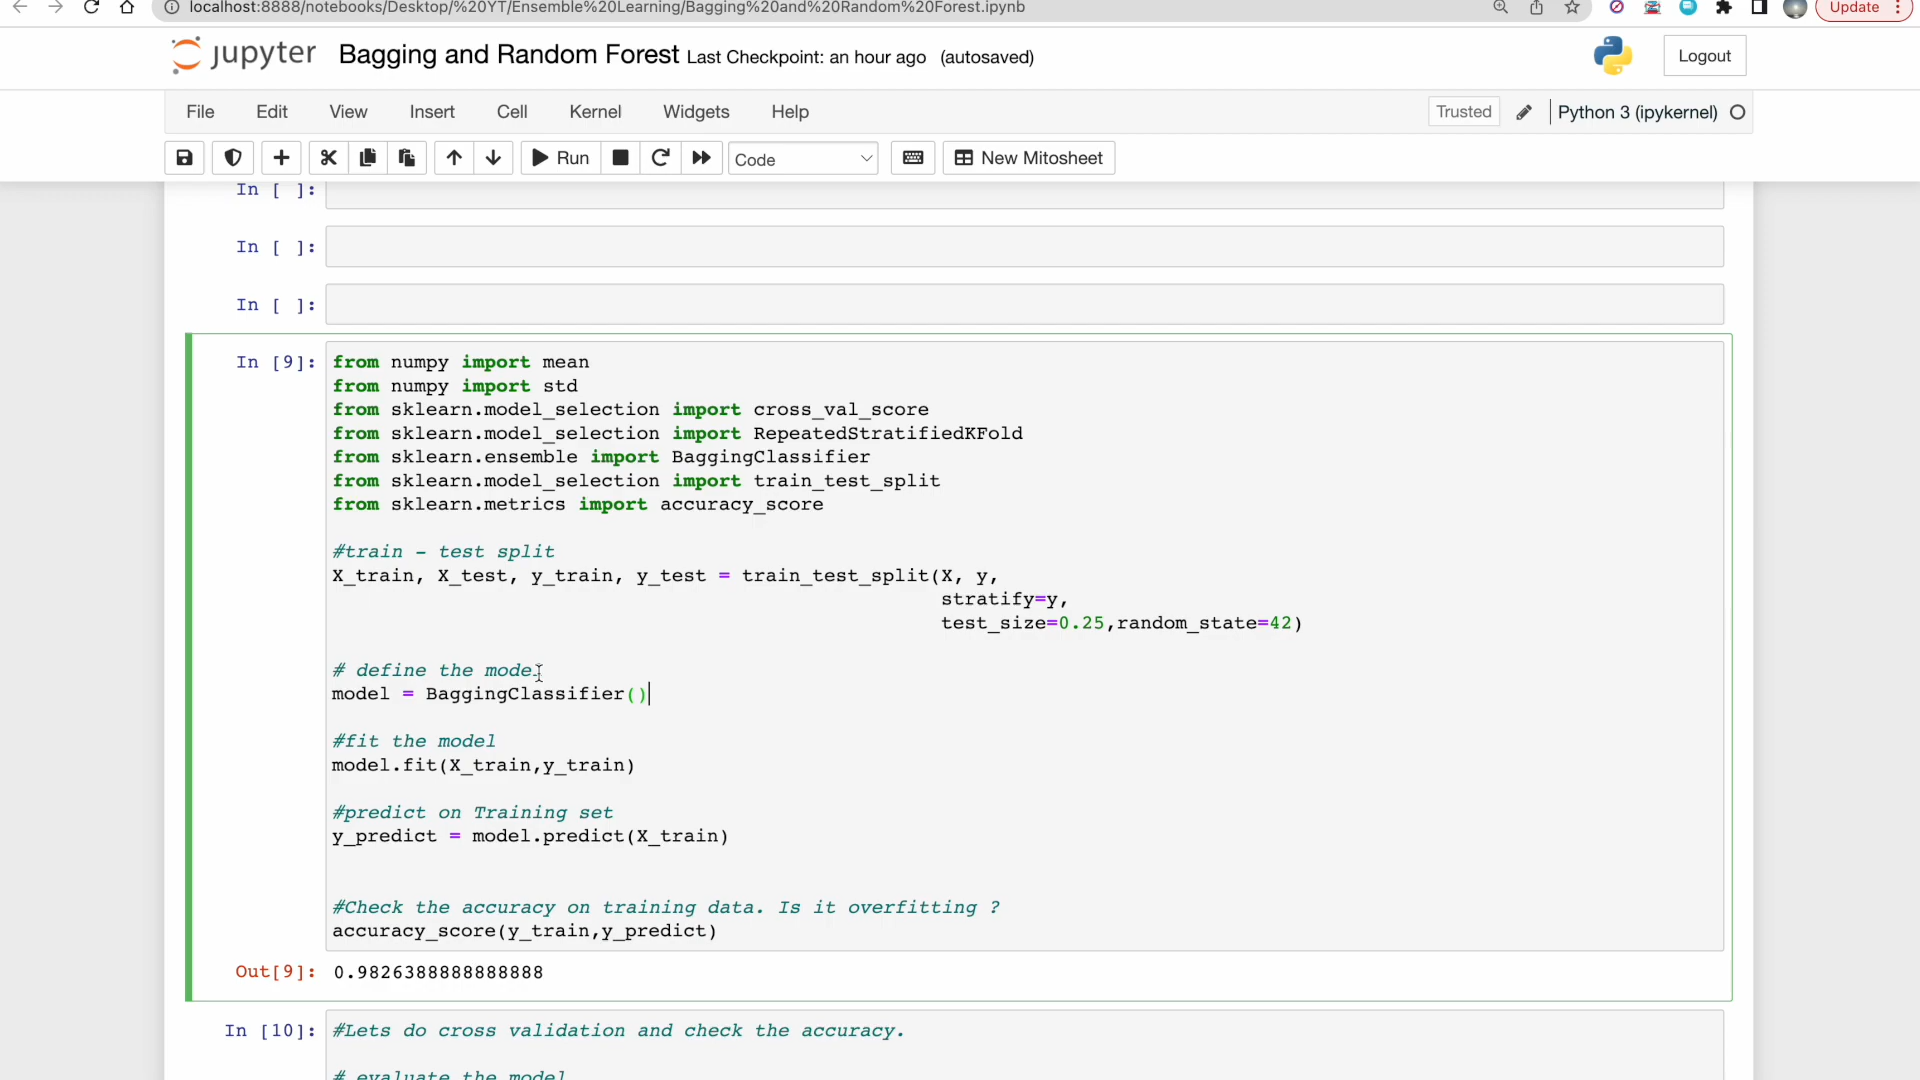 localhost:8888/notebooks/Desktop/%20YT/Ensemble%20Learning/Bagging%20and%20Random%20Forest.ipynb
Update
jupyter Bagging and Random Forest Last Checkpoint: an hour ago (autosaved)
Logout
File Edit View Insert Cell Kernel Widgets Help
Trusted Python 3 (ipykernel)
Run Code New Mitosheet
In [ ]:
In [ ]:
In [ ]:
In [9]: from numpy import mean
from numpy import std
from sklearn.model_selection import cross_val_score
from sklearn.model_selection import RepeatedStratifiedKFold
from sklearn.ensemble import BaggingClassifier
from sklearn.model_selection import train_test_split
from sklearn.metrics import accuracy_score
#train - test split
X_train, X_test, y_train, y_test = train_test_split(X, y,
stratify=y,
test_size=0.25,random_state=42)
# define the model
model = BaggingClassifier()
#fit the model
model.fit(X_train,y_train)
#predict on Training set
y_predict = model.predict(X_train)
#Check the accuracy on training data. Is it overfitting ?
accuracy_score(y_train,y_predict)
Out[9]: 0.9826388888888888
In [10]: #Lets do cross validation and check the accuracy.
# evaluate the model